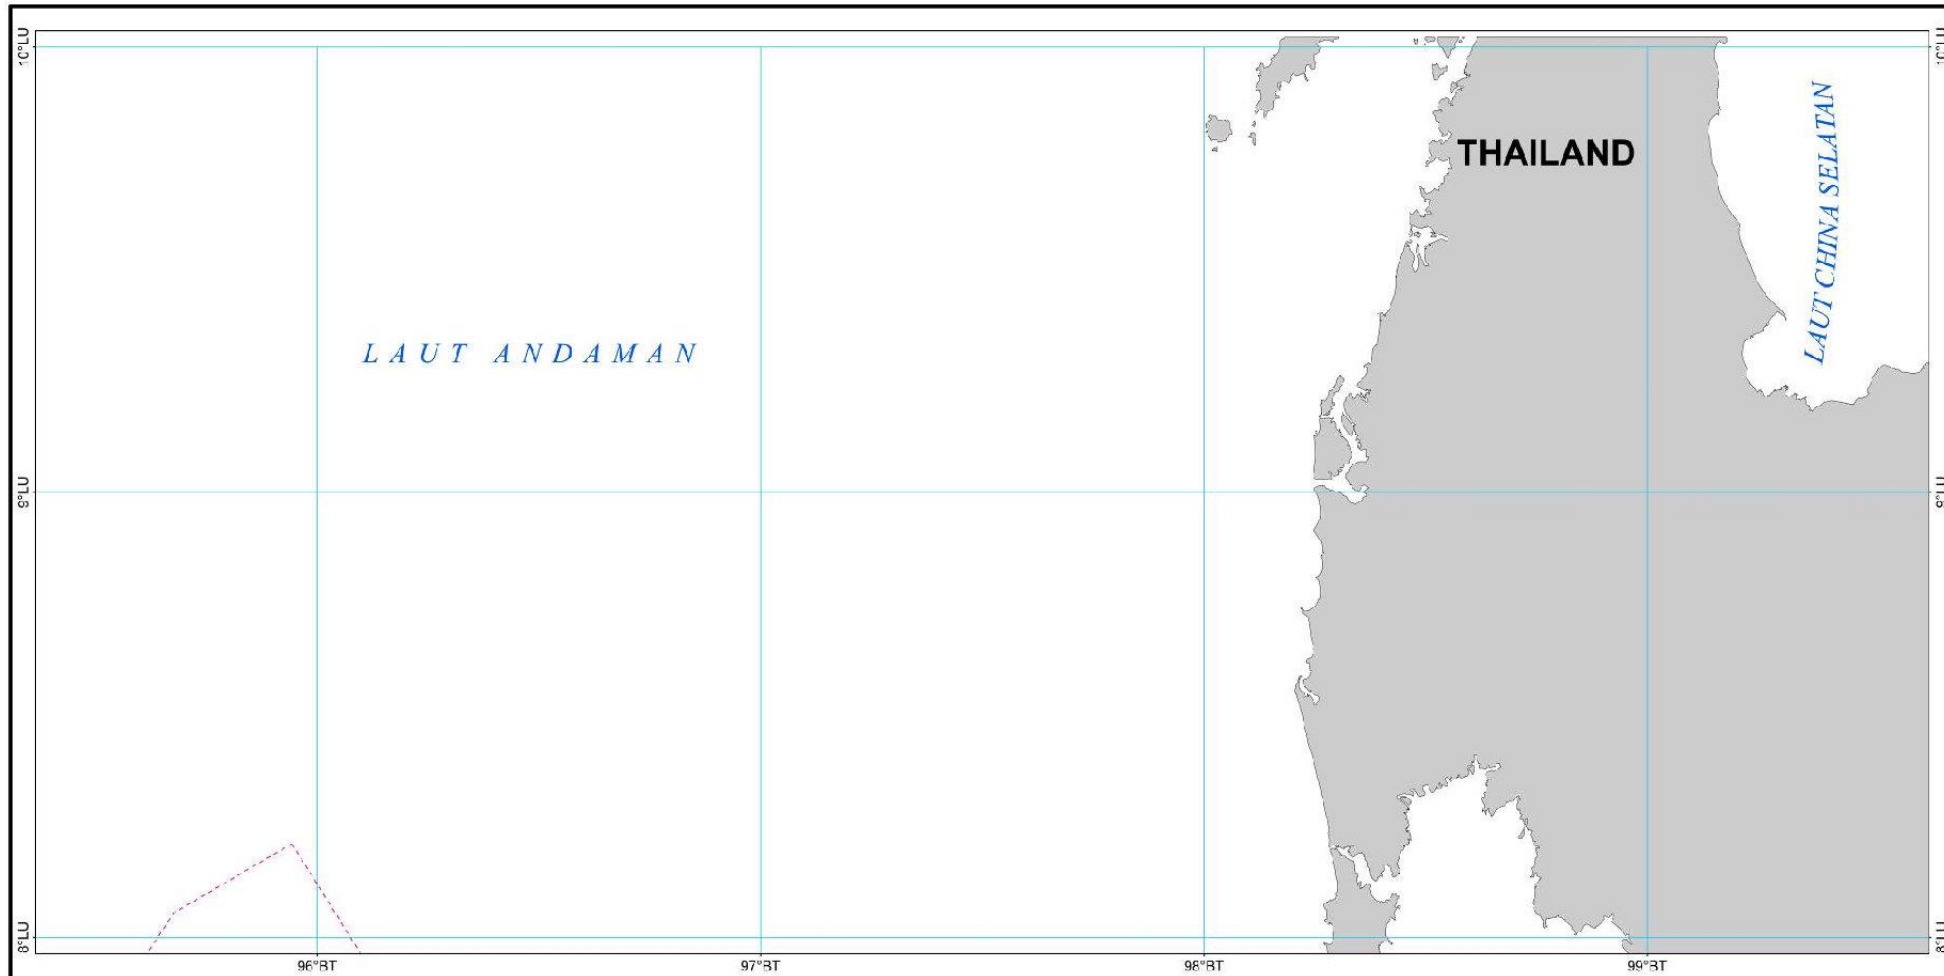 10°LU
10°LU
THAILAND
LAUT CHINA SELATAN
LAUT ANDAMAN
9°LU
9°LU
8°LU
8°LU
96°BT
97°BT
98°BT
99°BT